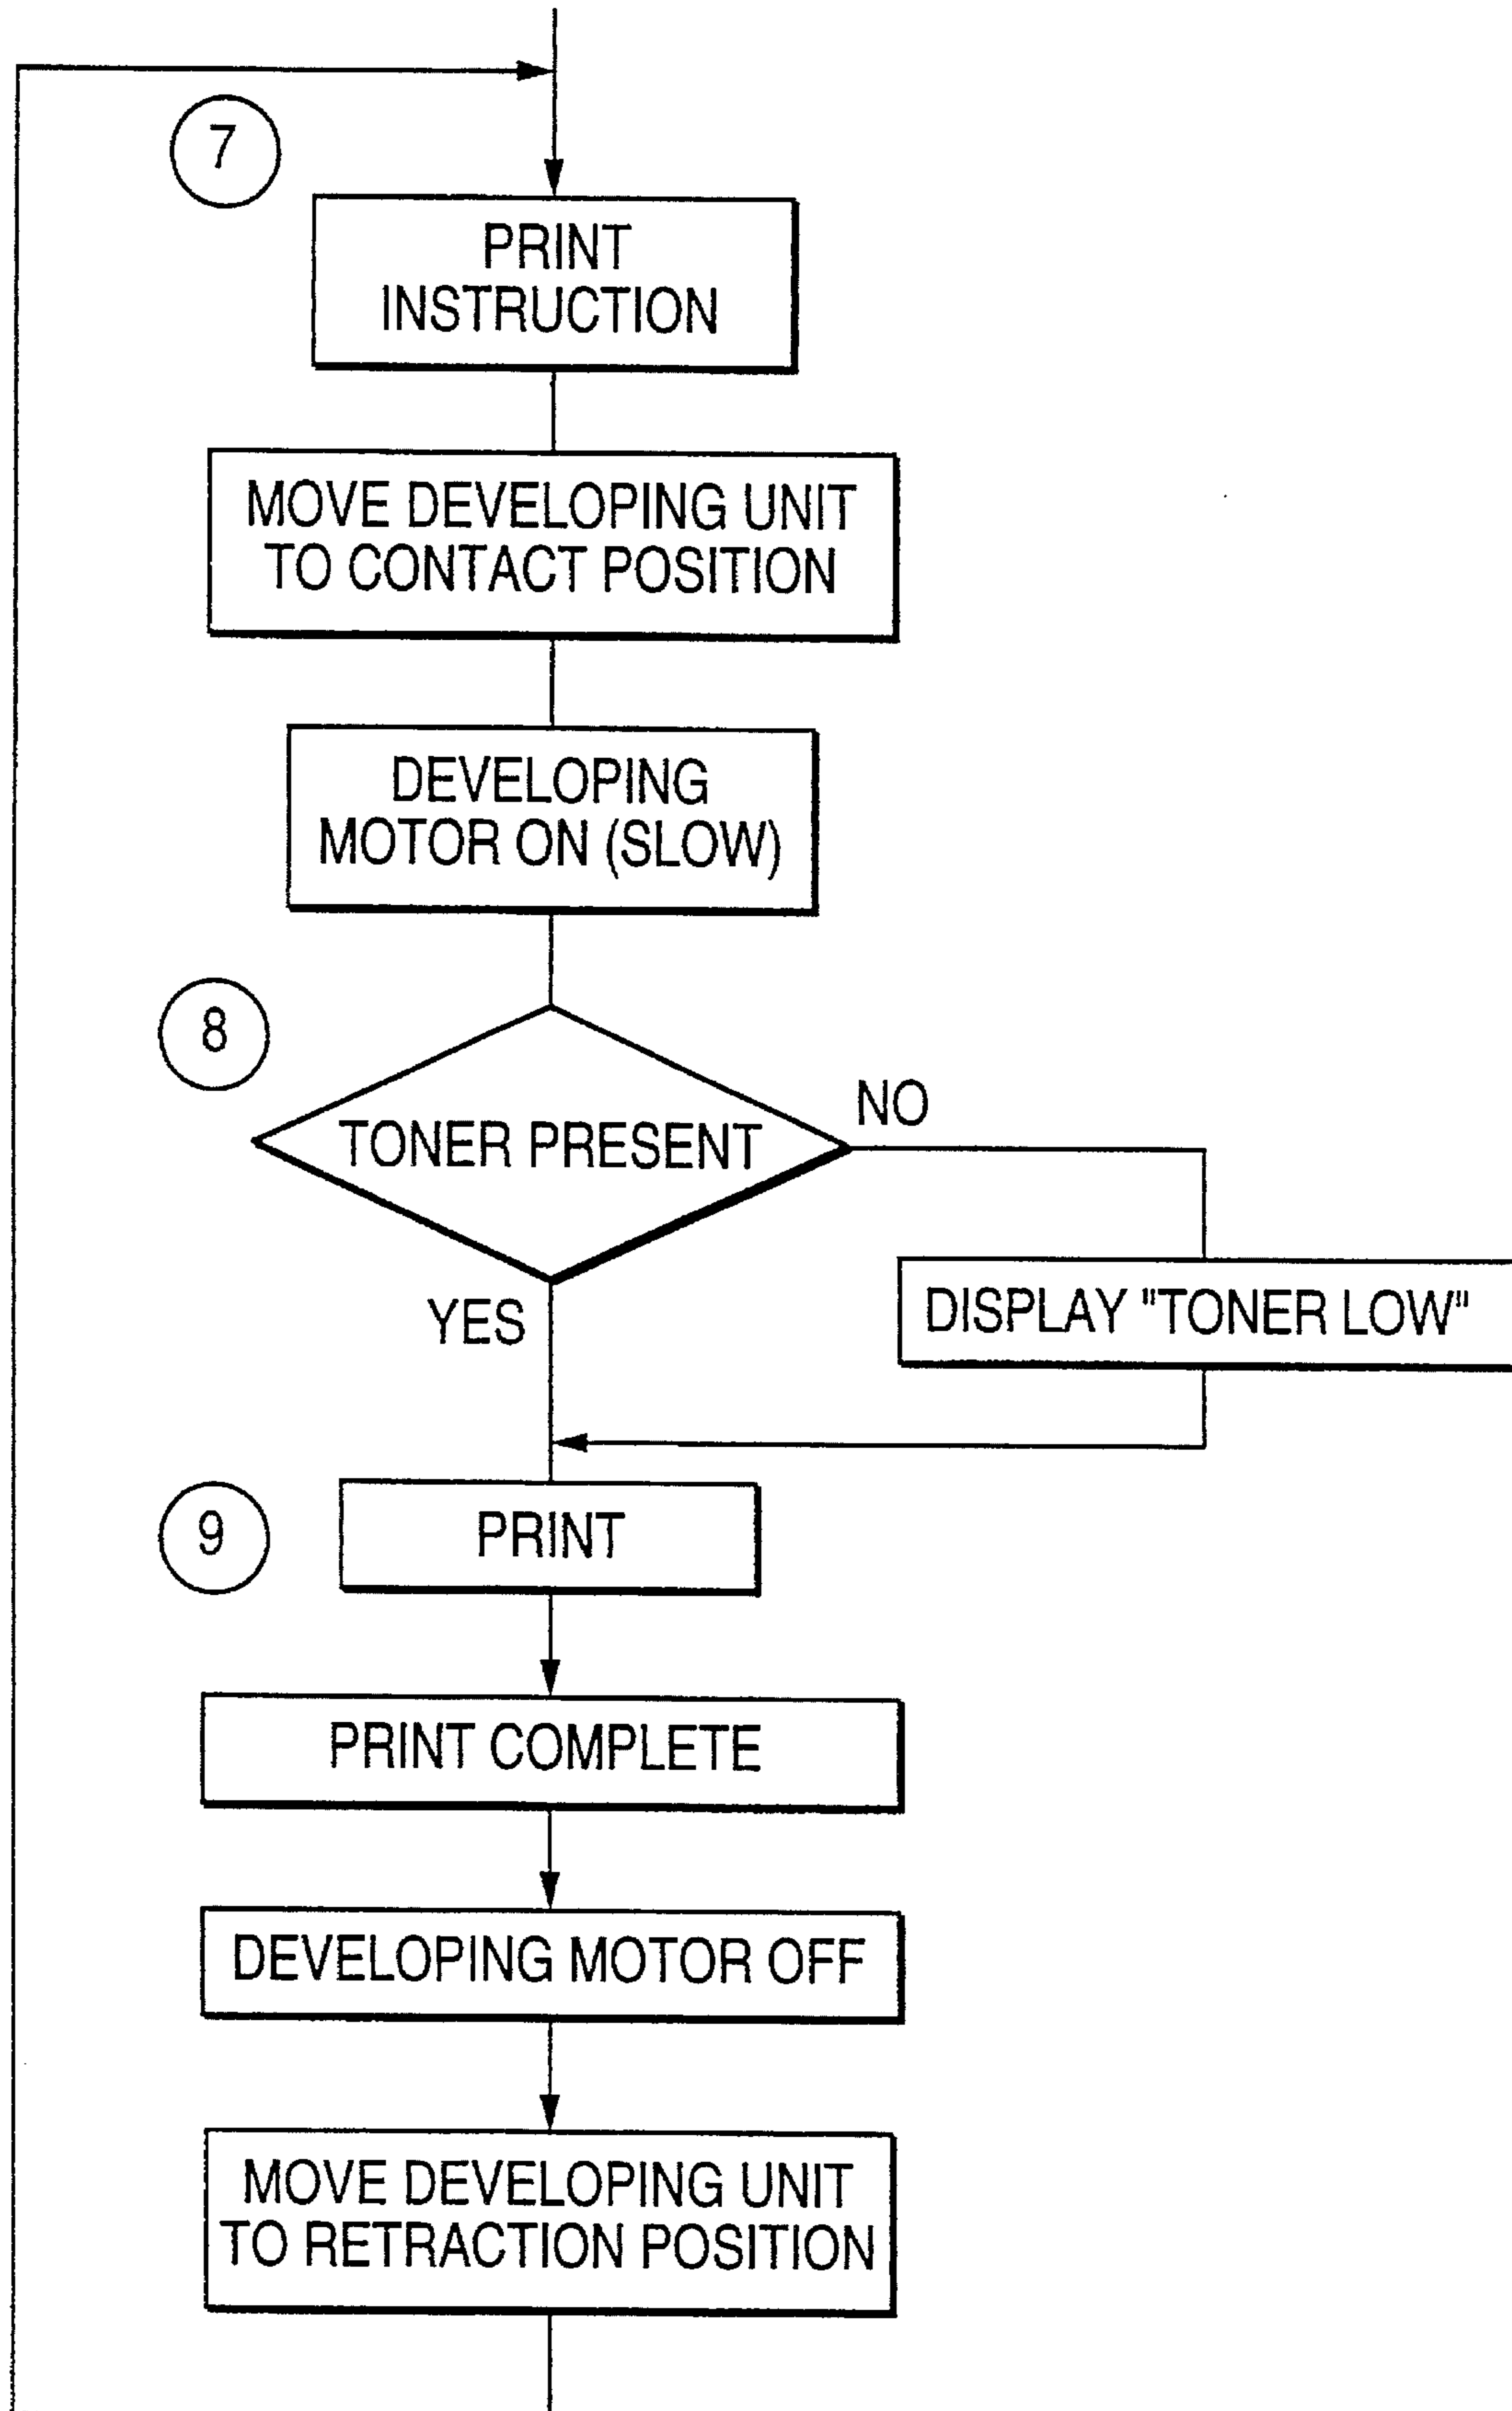 7
PRINT
INSTRUCTION
MOVE DEVELOPING UNIT
TO CONTACT POSITION
DEVELOPING
MOTOR ON (SLOW)
8
TONER PRESENT
NO
YES
DISPLAY "TONER LOW"
9
PRINT
PRINT COMPLETE
DEVELOPING MOTOR OFF
MOVE DEVELOPING UNIT
TO RETRACTION POSITION